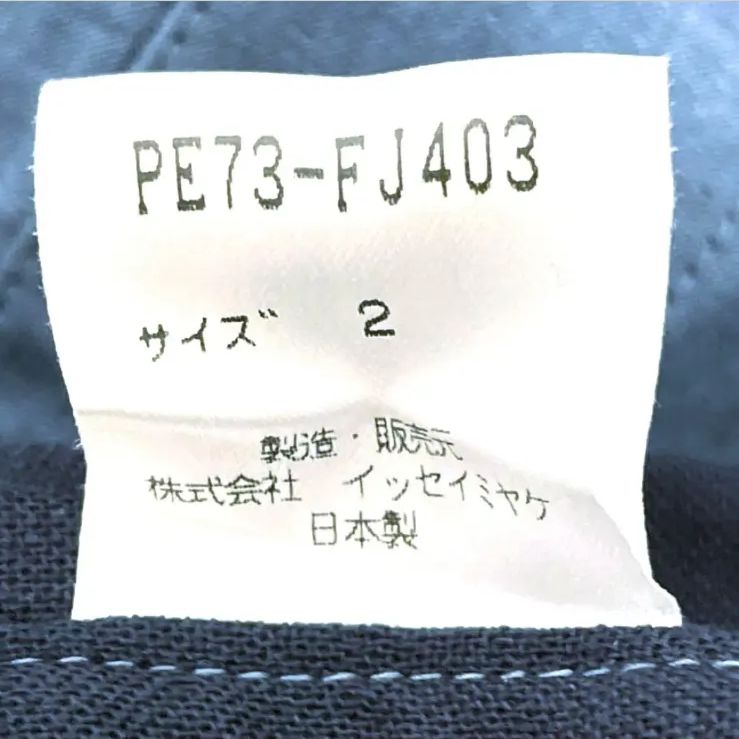 PE73-FJ403
サイズ 2
製造・販売元
株式会社 イッセイミヤケ
日本製